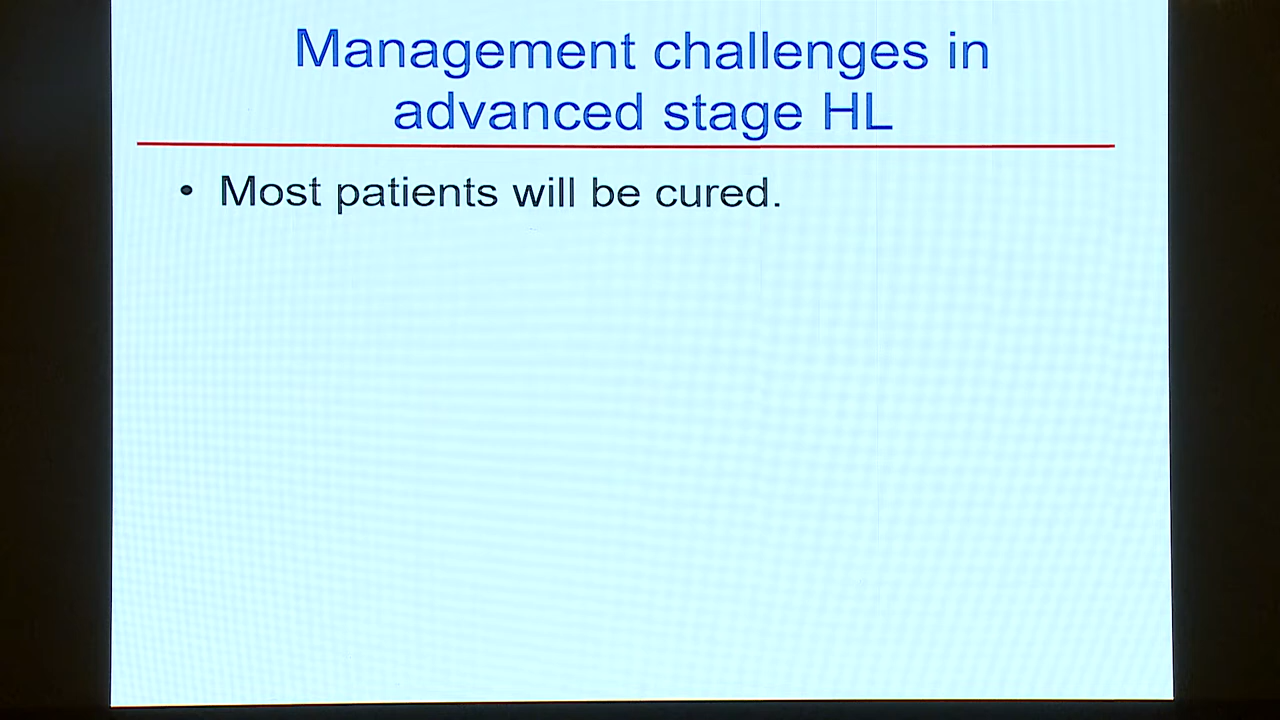 Management challenges in
advanced stage HL
• Most patients will be cured.